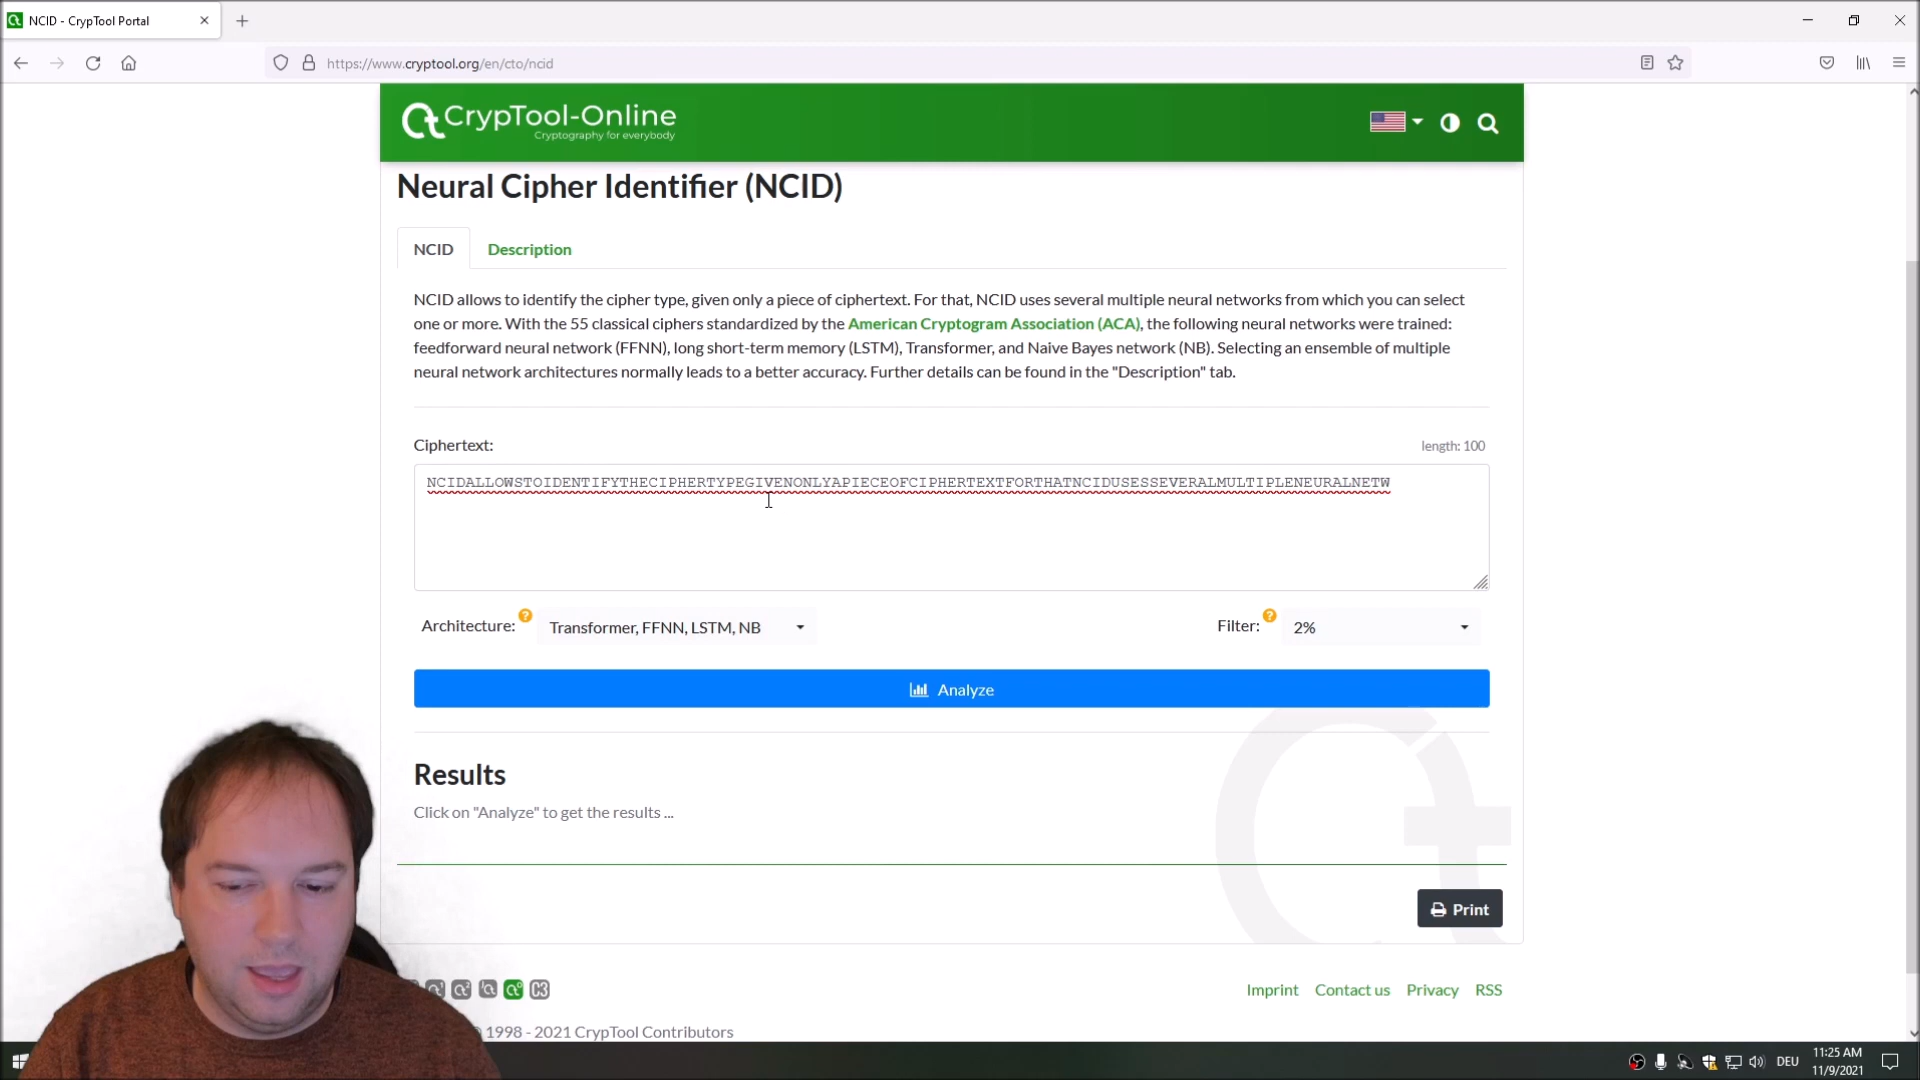 NCID - CrypTool Portal
https://www.cryptool.org/en/cto/ncid
CrypTool-Online
Cryptography for everybody
Neural Cipher Identifier (NCID)
NCID Description
NCID allows to identify the cipher type, given only a piece of ciphertext. For that, NCID uses several multiple neural networks from which you can select
one or more. With the 55 classical ciphers standardized by the American Cryptogram Association (ACA), the following neural networks were trained:
feedforward neural network (FFNN), long short-term memory (LSTM), Transformer, and Naive Bayes network (NB). Selecting an ensemble of multiple
neural network architectures normally leads to a better accuracy. Further details can be found in the "Description" tab.
Ciphertext: length: 100
NCIDALLOWSTOIDENTIFYTHECIPHERTYPEGIVENONLYAPIECEOFCIPHERTEXTFORTHATNCIDUSESSEVERALMULTIPLENEURALNETW
Architecture: ? Transformer, FFNN, LSTM, NB Filter: ? 2%
Analyze
Results
Click on "Analyze" to get the results ...
Print
C3 Imprint Contact us Privacy RSS
1998 - 2021 CrypTool Contributors
DEU 11:25 AM
11/9/2021